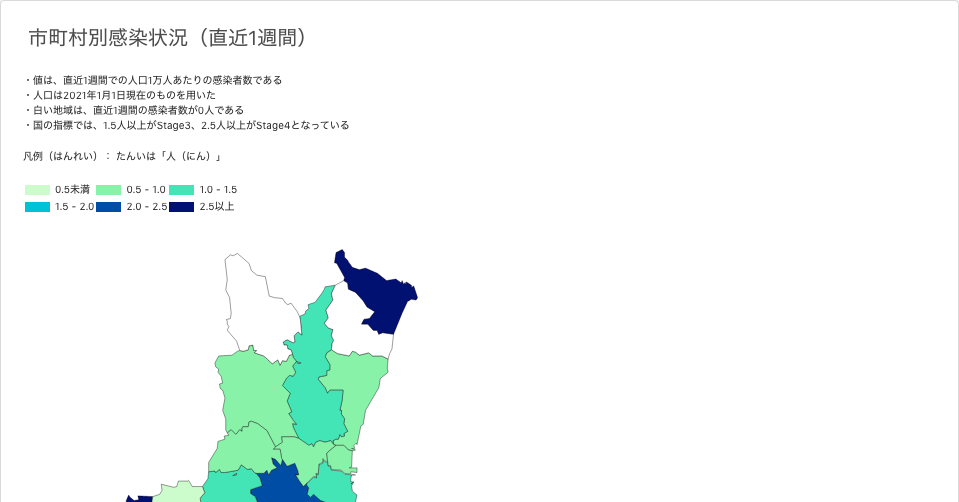 市町村別感染状況（直近1週間）
・値は、直近1週間での人口1万人あたりの感染者数である
・人口は2021年1月1日現在のものを用いた
・白い地域は、直近1週間の感染者数が0人である
・国の指標では、1.5人以上がStage3、2.5人以上がStage4となっている
凡例（はんれい）： たんいは「人（にん）」
0.5未満 0.5 - 1.0 1.0 - 1.5
1.5 - 2.0 2.0 - 2.5 2.5以上